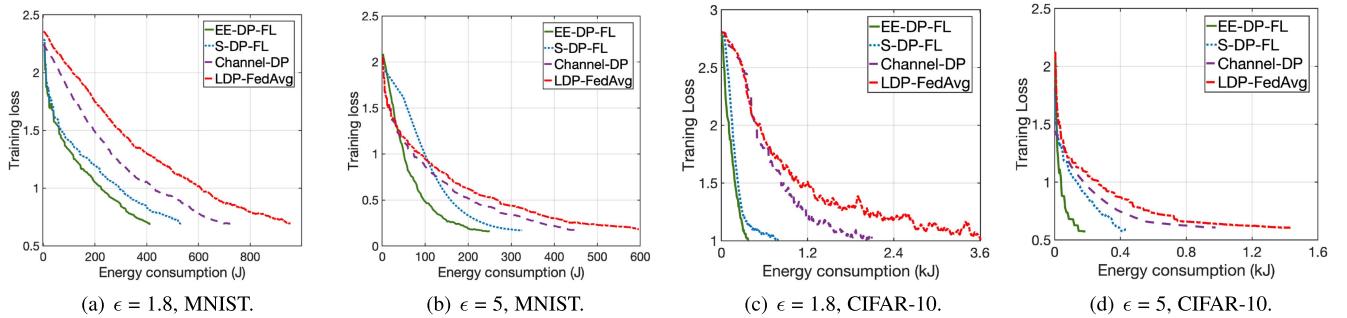 EE-DP-FL
S-DP-FL
Channel-DP
LDP-FedAvg
Training loss
2.5
2
1.5
1
0.5
0
200
400
600
800
Energy consumption (J)
(a) ϵ = 1.8, MNIST.
EE-DP-FL
S-DP-FL
Channel-DP
LDP-FedAvg
Training loss
2.5
2
1.5
1
0.5
0
0
100
200
300
400
500
600
Energy consumption (J)
(b) ϵ = 5, MNIST.
EE-DP-FL
S-DP-FL
Channel-DP
LDP-FedAvg
Traning Loss
3
2.5
2
1.5
1
0
1.2
2.4
3.6
Energy consumption (kJ)
(c) ϵ = 1.8, CIFAR-10.
EE-DP-FL
S-DP-FL
Channel-DP
LDP-FedAvg
Traning Loss
2.5
2
1.5
1
0.5
0
0.4
0.8
1.2
1.6
Energy consumption (kJ)
(d) ϵ = 5, CIFAR-10.